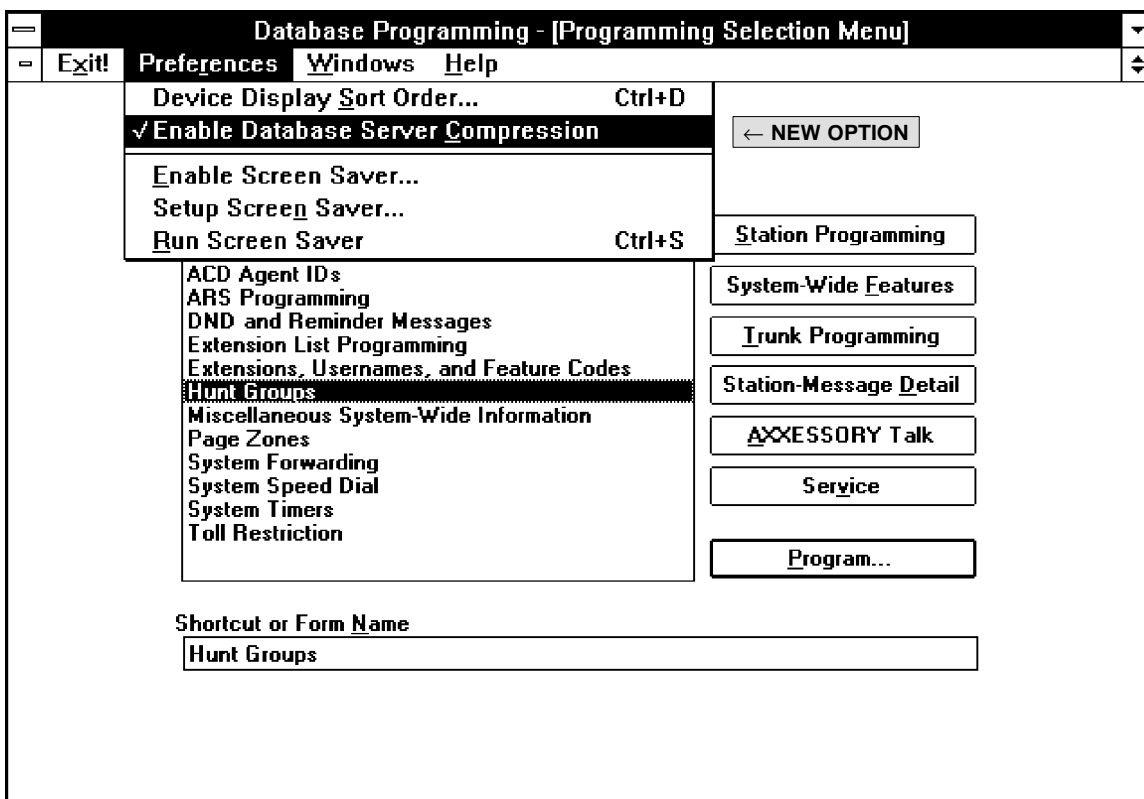 Database Programming - [Programming Selection Menu]
Exit! Preferences Windows Help
Device Display Sort Order... Ctrl+D
√ Enable Database Server Compression
← NEW OPTION
Enable Screen Saver...
Setup Screen Saver...
Run Screen Saver Ctrl+S
ACD Agent IDs
ARS Programming
DND and Reminder Messages
Extension List Programming
Extensions, Usernames, and Feature Codes
Hunt Groups
Miscellaneous System-Wide Information
Page Zones
System Forwarding
System Speed Dial
System Timers
Toll Restriction
Station Programming
System-Wide Features
Trunk Programming
Station-Message Detail
AXXESSORY Talk
Service
Program...
Shortcut or Form Name
Hunt Groups